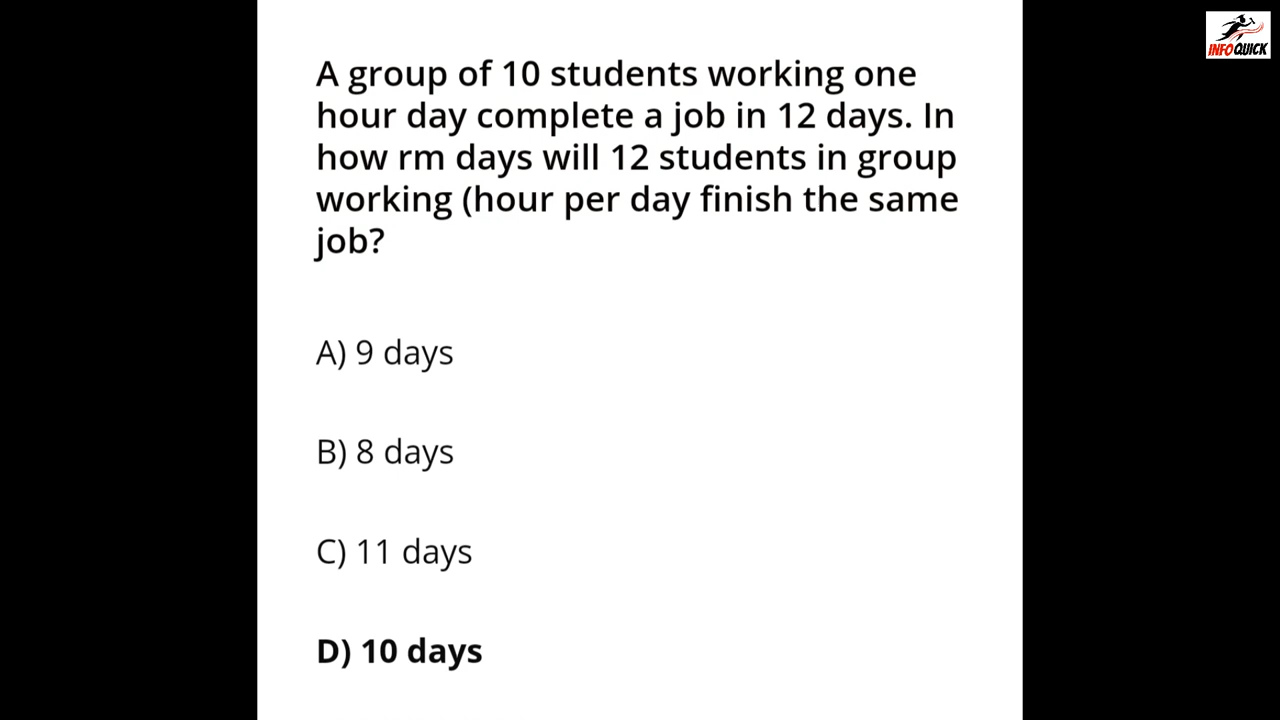 INFOQUICK
A group of 10 students working one
hour day complete a job in 12 days. In
how rm days will 12 students in group
working (hour per day finish the same
job?
A) 9 days
B) 8 days
C) 11 days
D) 10 days